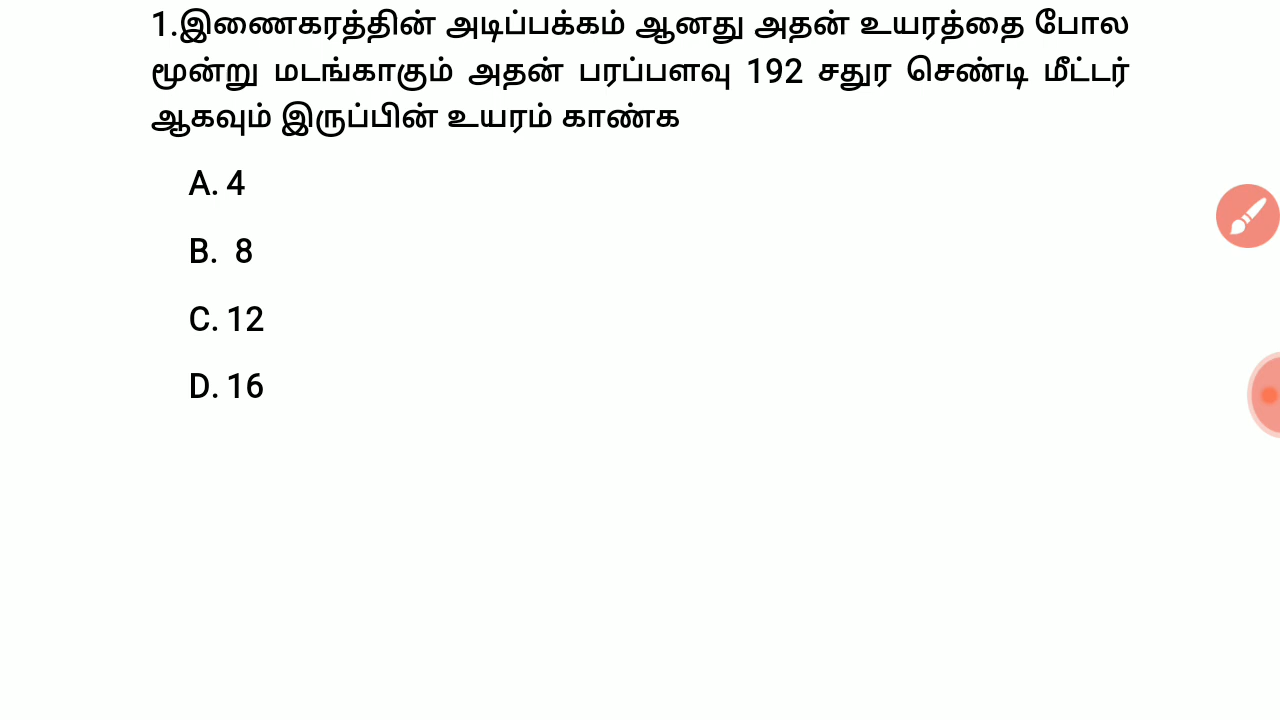 1.இணைகரத்தின் அடிப்பக்கம் ஆனது அதன் உயரத்தை போல
மூன்று மடங்காகும் அதன் பரப்பளவு 192 சதுர செண்டி மீட்டர்
ஆகவும் இருப்பின் உயரம் காண்க
A. 4
B. 8
C. 12
D. 16